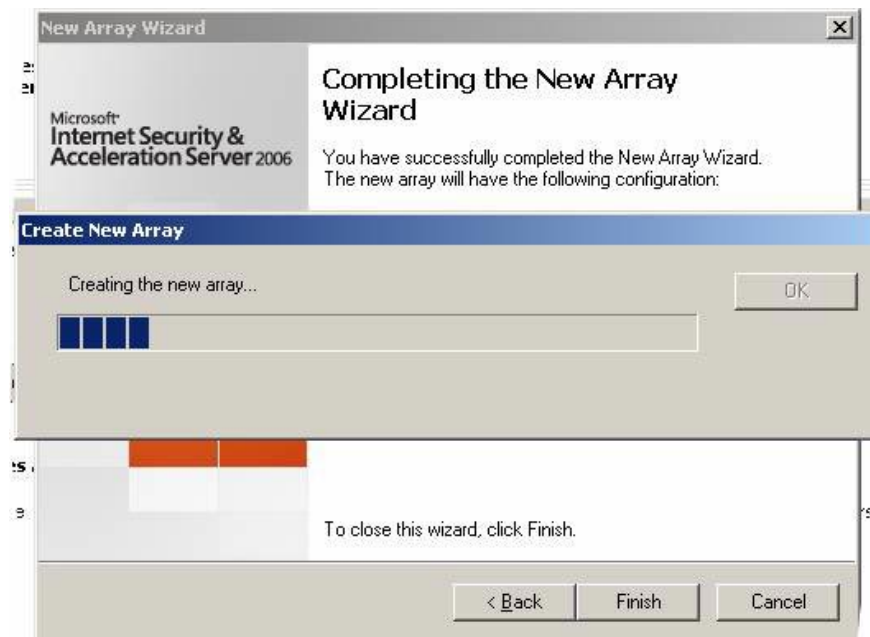 New Array Wizard
Completing the New Array
Wizard
Microsoft
Internet Security &
Acceleration Server 2006
You have successfully completed the New Array Wizard.
The new array will have the following configuration:
Create New Array
Creating the new array...
OK
To close this wizard, click Finish.
< Back
Finish
Cancel